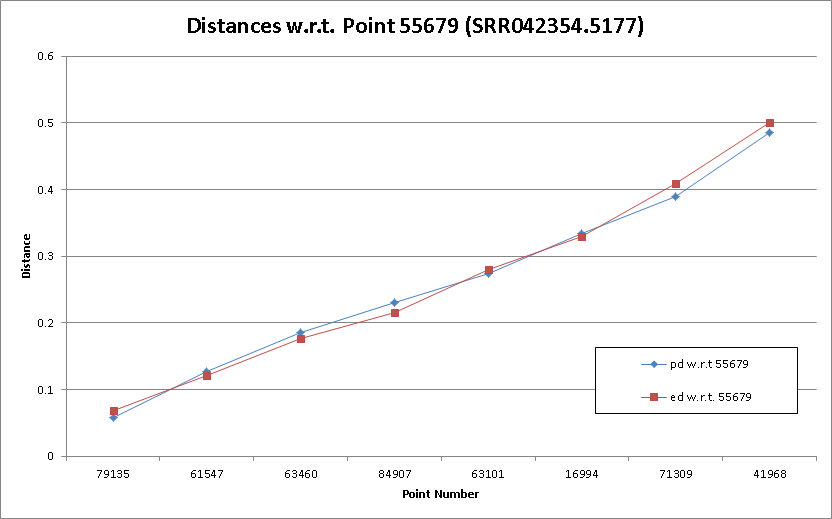 Distances w.r.t. Point 55679 (SRR042354.5177)
0.6
0.5
0.4
0.3
0.2
0.1
0
Distance
79135 61547 63460 84907 63101 16994 71309 41968
Point Number
pd w.r.t 55679
ed w.r.t. 55679